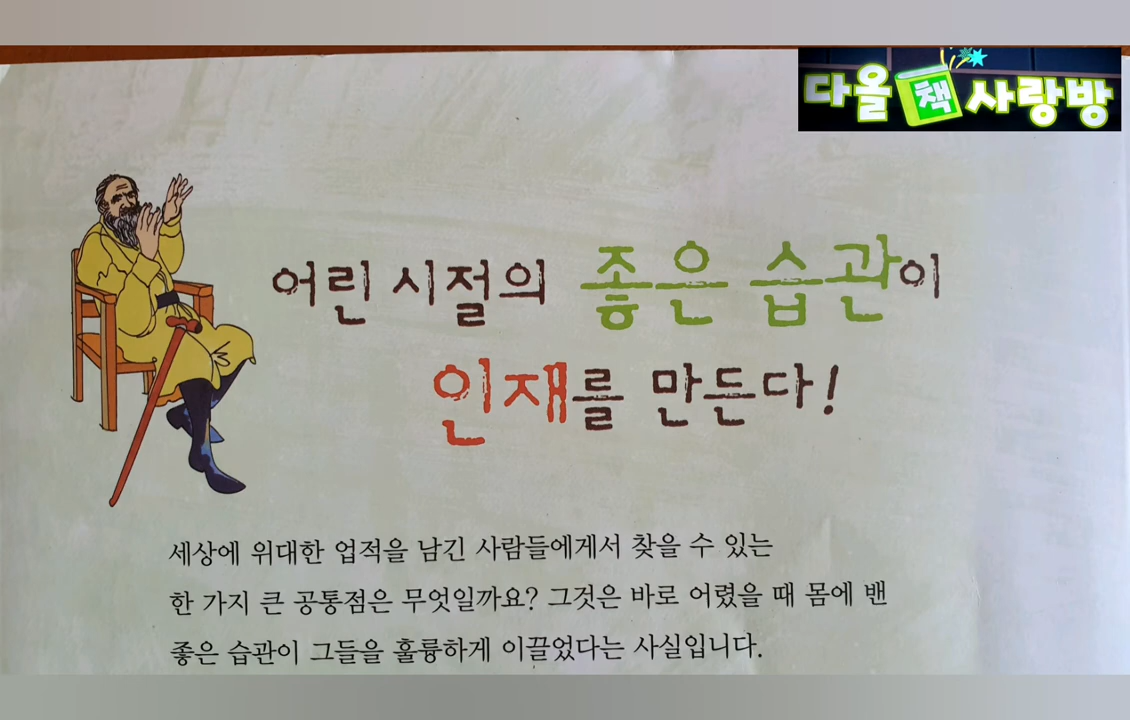 다올 책 사랑방
어린 시절의 좋은 습관이
인재를 만든다!
세상에 위대한 업적을 남긴 사람들에게서 찾을 수 있는
한 가지 큰 공통점은 무엇일까요? 그것은 바로 어렸을 때 몸에 밴
좋은 습관이 그들을 훌륭하게 이끌었다는 사실입니다.